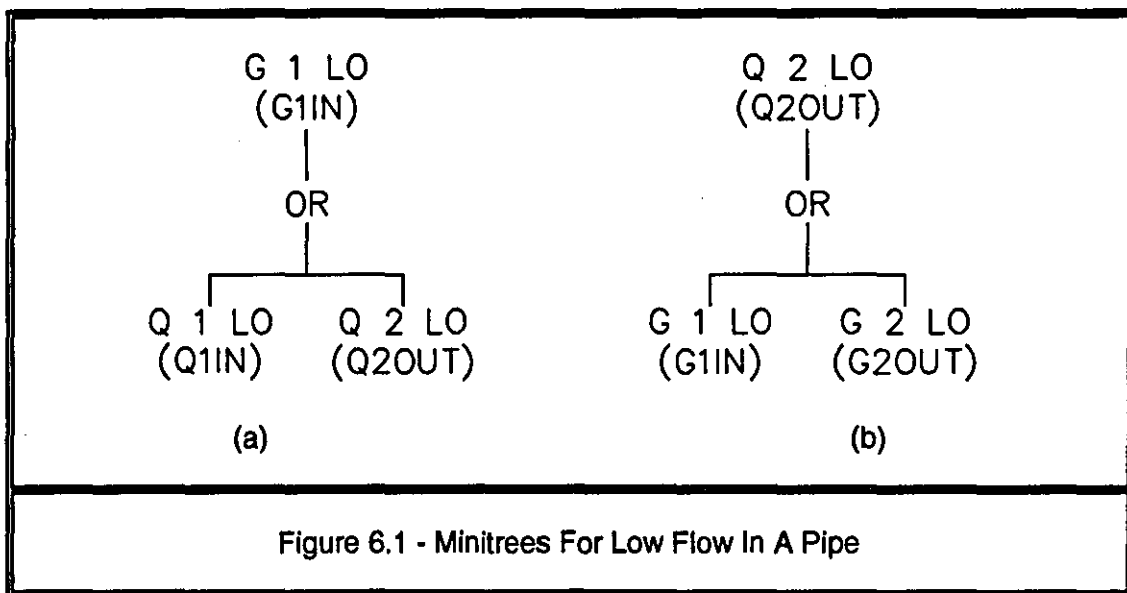 G 1 LO
(G1IN)
OR
Q 1 LO
(Q1IN)
Q 2 LO
(Q2OUT)
(a)
Q 2 LO
(Q2OUT)
OR
G 1 LO
(G1IN)
G 2 LO
(G2OUT)
(b)
Figure 6.1 - Minitrees For Low Flow In A Pipe